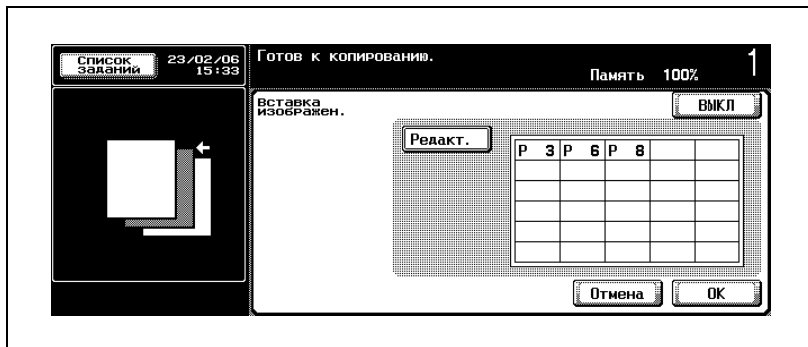 Список заданий
23/02/06
15:33
Готов к копированию.
Память 100%
1
Вставка
изображен.
ВЫКЛ
Редакт.
P 3 P 6 P 8
Отмена
OK